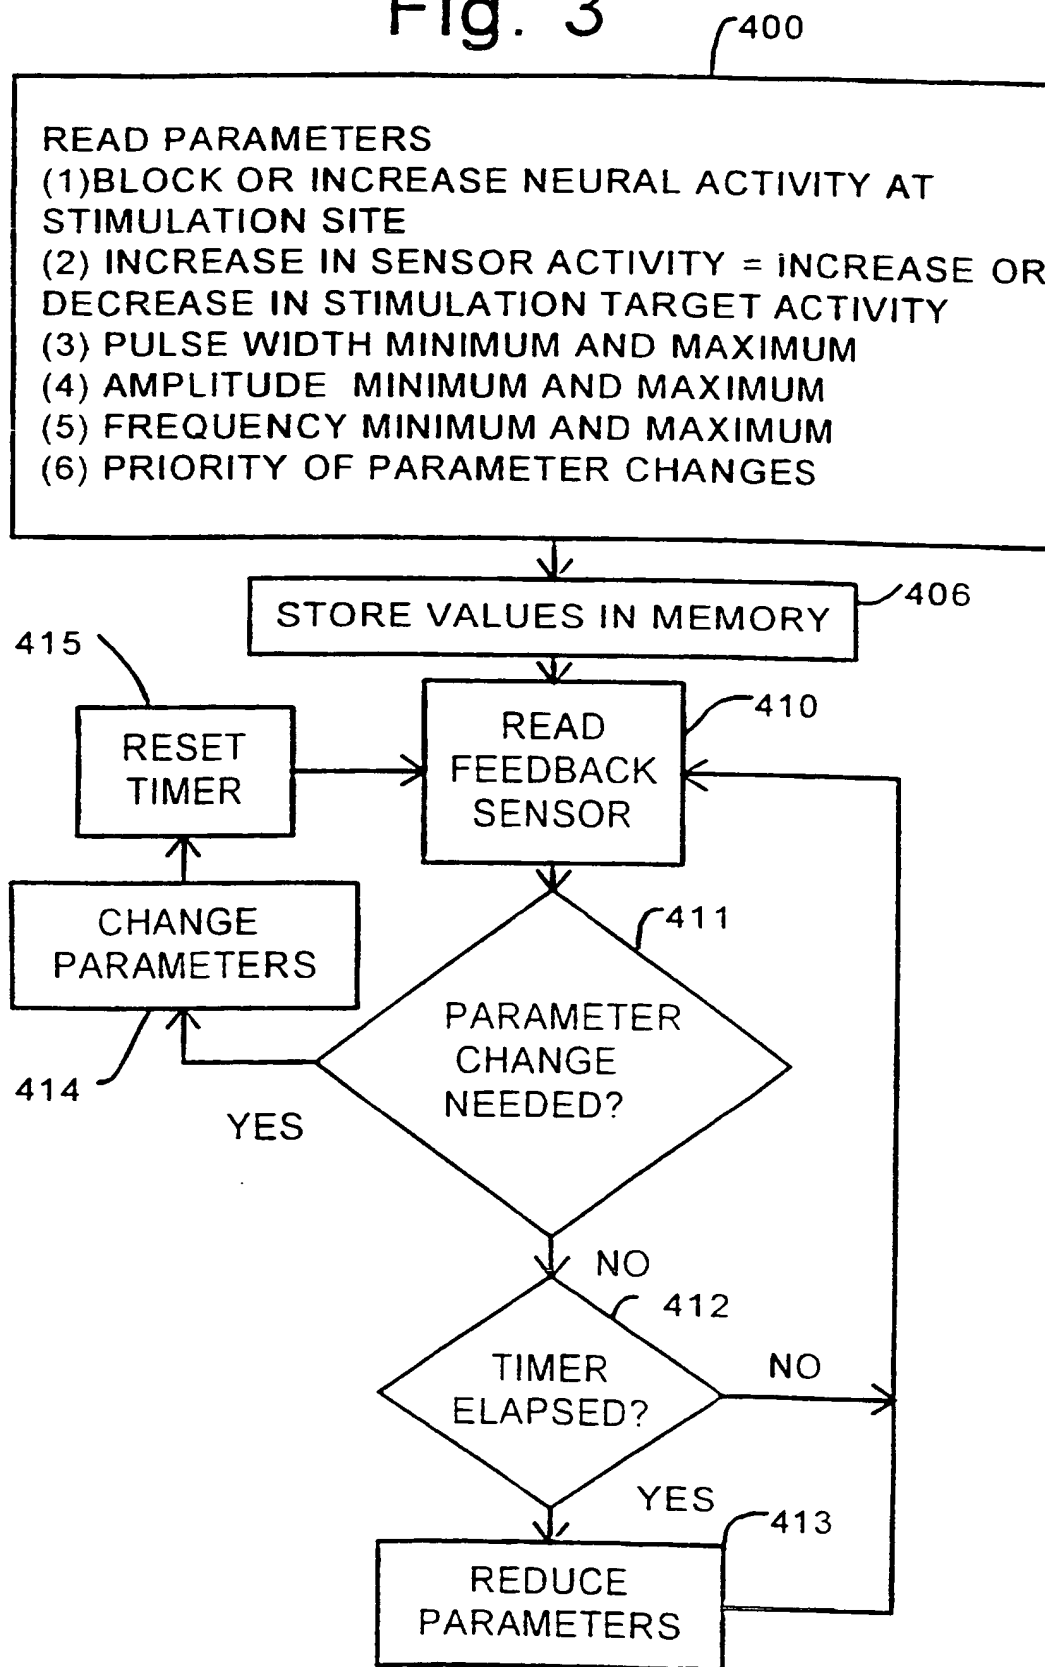 Fig. 3
400
READ PARAMETERS
(1)BLOCK OR INCREASE NEURAL ACTIVITY AT
STIMULATION SITE
(2) INCREASE IN SENSOR ACTIVITY = INCREASE OR
DECREASE IN STIMULATION TARGET ACTIVITY
(3) PULSE WIDTH MINIMUM AND MAXIMUM
(4) AMPLITUDE MINIMUM AND MAXIMUM
(5) FREQUENCY MINIMUM AND MAXIMUM
(6) PRIORITY OF PARAMETER CHANGES
STORE VALUES IN MEMORY
406
415
RESET
TIMER
READ
FEEDBACK
SENSOR
410
CHANGE
PARAMETERS
414
411
PARAMETER
CHANGE
NEEDED?
YES
NO
412
TIMER
ELAPSED?
NO
YES
413
REDUCE
PARAMETERS